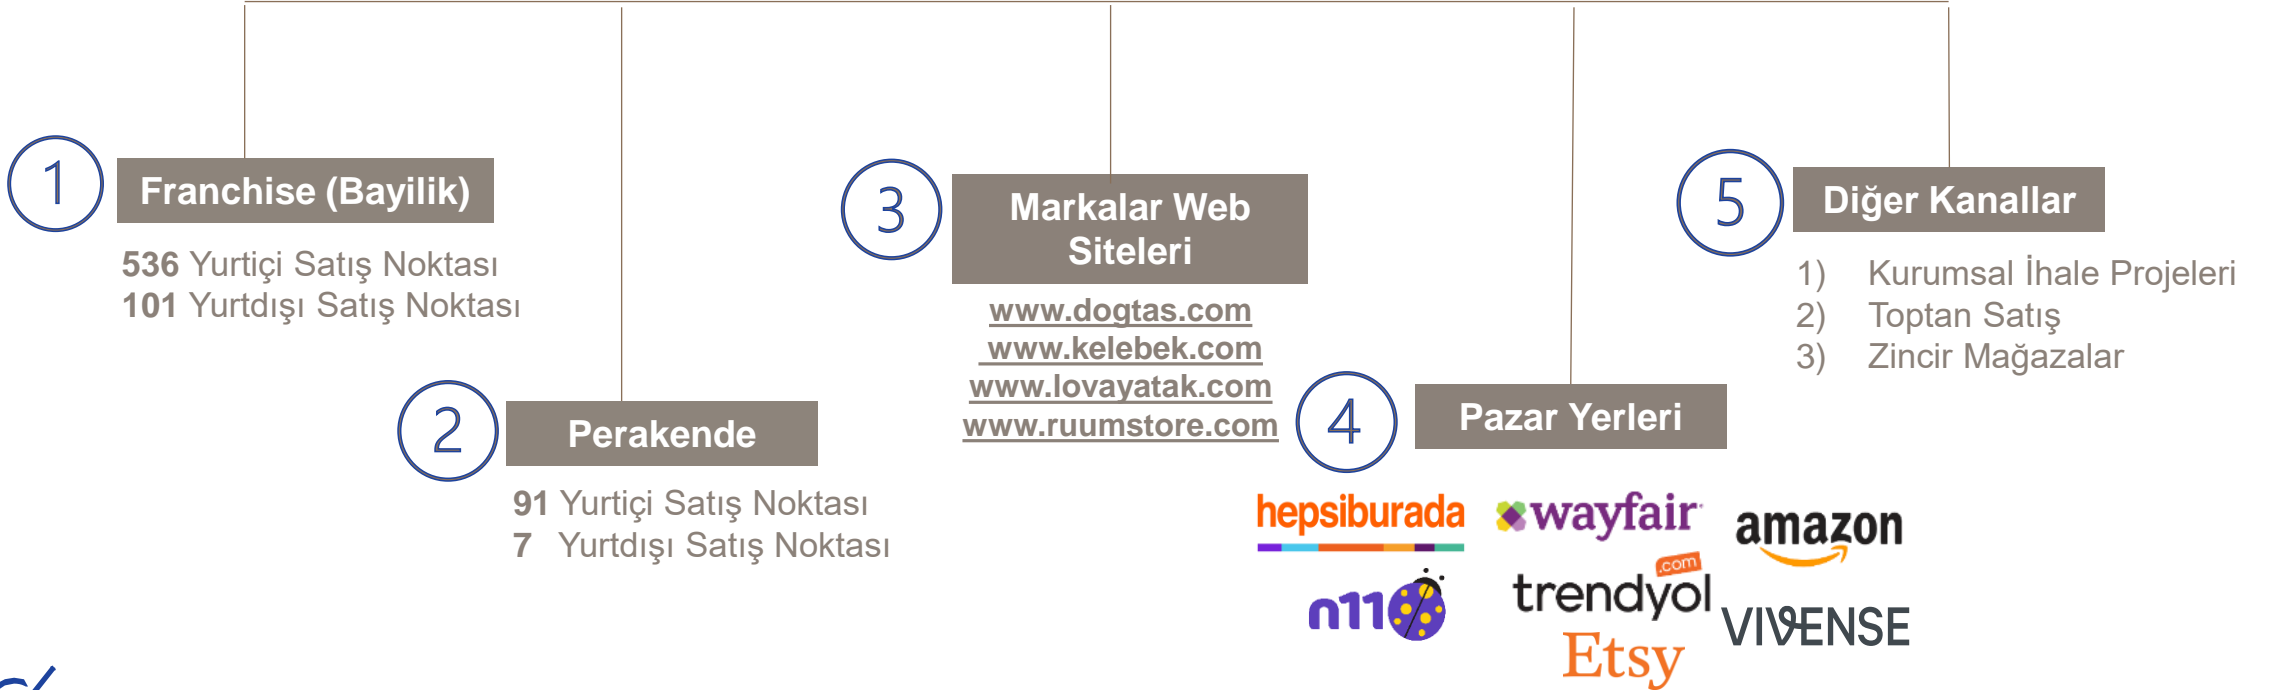 1
Franchise (Bayilik)
536 Yurtiçi Satış Noktası
101 Yurtdışı Satış Noktası
2
Perakende
91 Yurtiçi Satış Noktası
7 Yurtdışı Satış Noktası
3
Markalar Web
Siteleri
www.dogtas.com
www.kelebek.com
www.lovayatak.com
www.ruumstore.com
4
Pazar Yerleri
hepsiburada
wayfair
amazon
n11
trendyol
.com
VIVENSE
Etsy
5
Diğer Kanallar
1) Kurumsal İhale Projeleri
2) Toptan Satış
3) Zincir Mağazalar